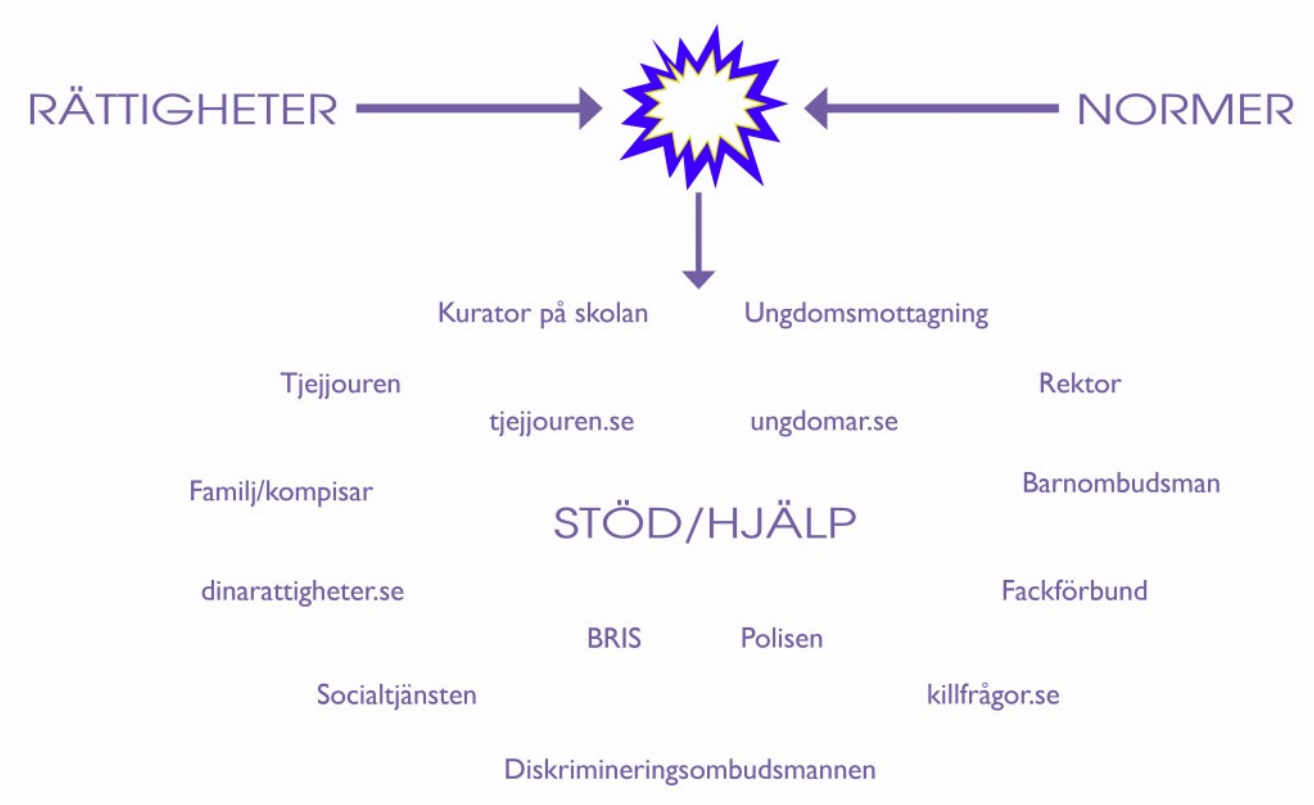 RÄTTIGHETER
NORMER
Kurator på skolan
Ungdomsmottagning
Tjejjouren
Rektor
tjejjouren.se
ungdomar.se
Familj/kompisar
Barnombudsman
STÖD/HJÄLP
dinarattigheter.se
Fackförbund
BRIS
Polisen
Socialtjänsten
killfrågor.se
Diskrimineringsombudsmannen